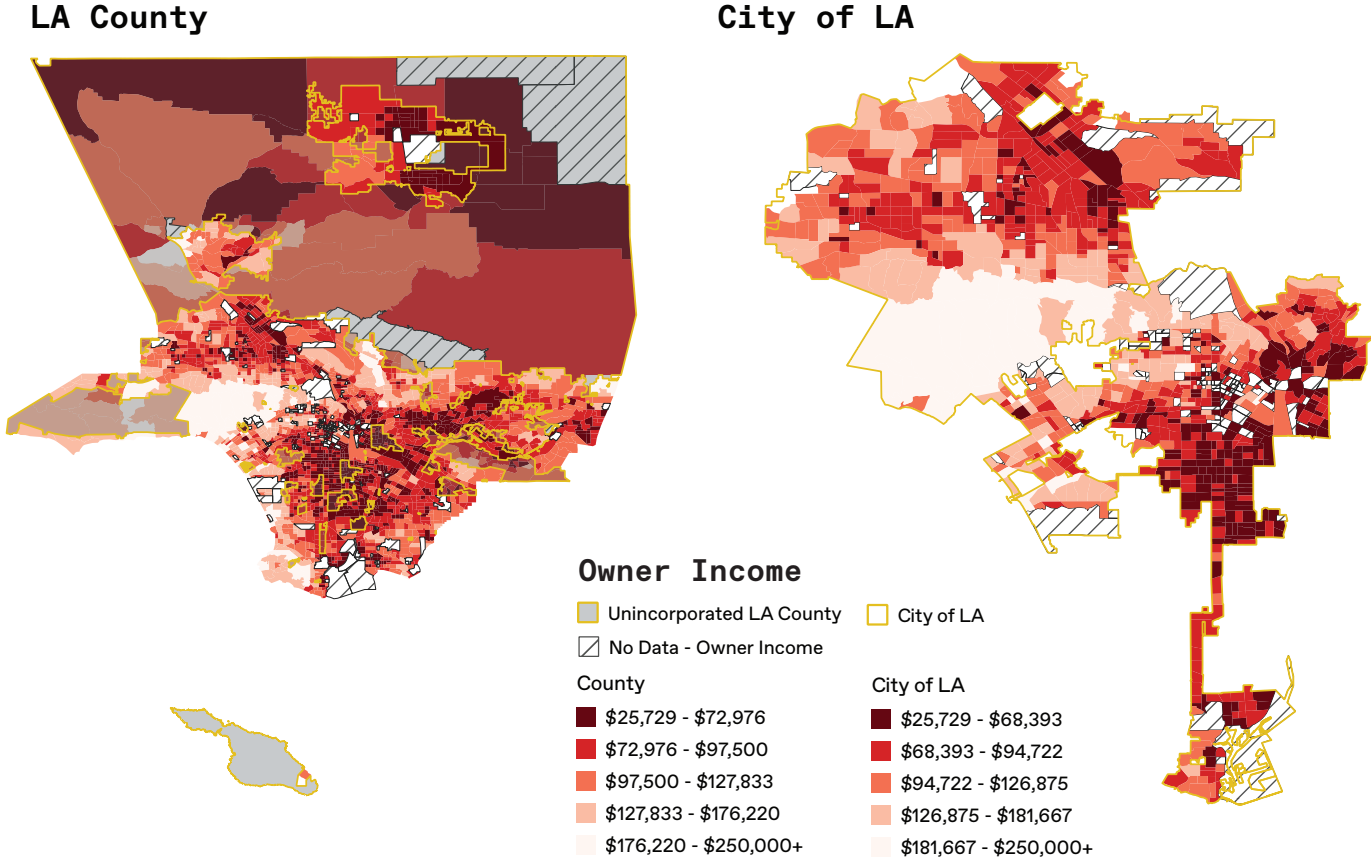 LA County
City of LA
Owner Income
Unincorporated LA County
City of LA
No Data - Owner Income
County
$25,729 - $72,976
$72,976 - $97,500
$97,500 - $127,833
$127,833 - $176,220
$176,220 - $250,000+
City of LA
$25,729 - $68,393
$68,393 - $94,722
$94,722 - $126,875
$126,875 - $181,667
$181,667 - $250,000+